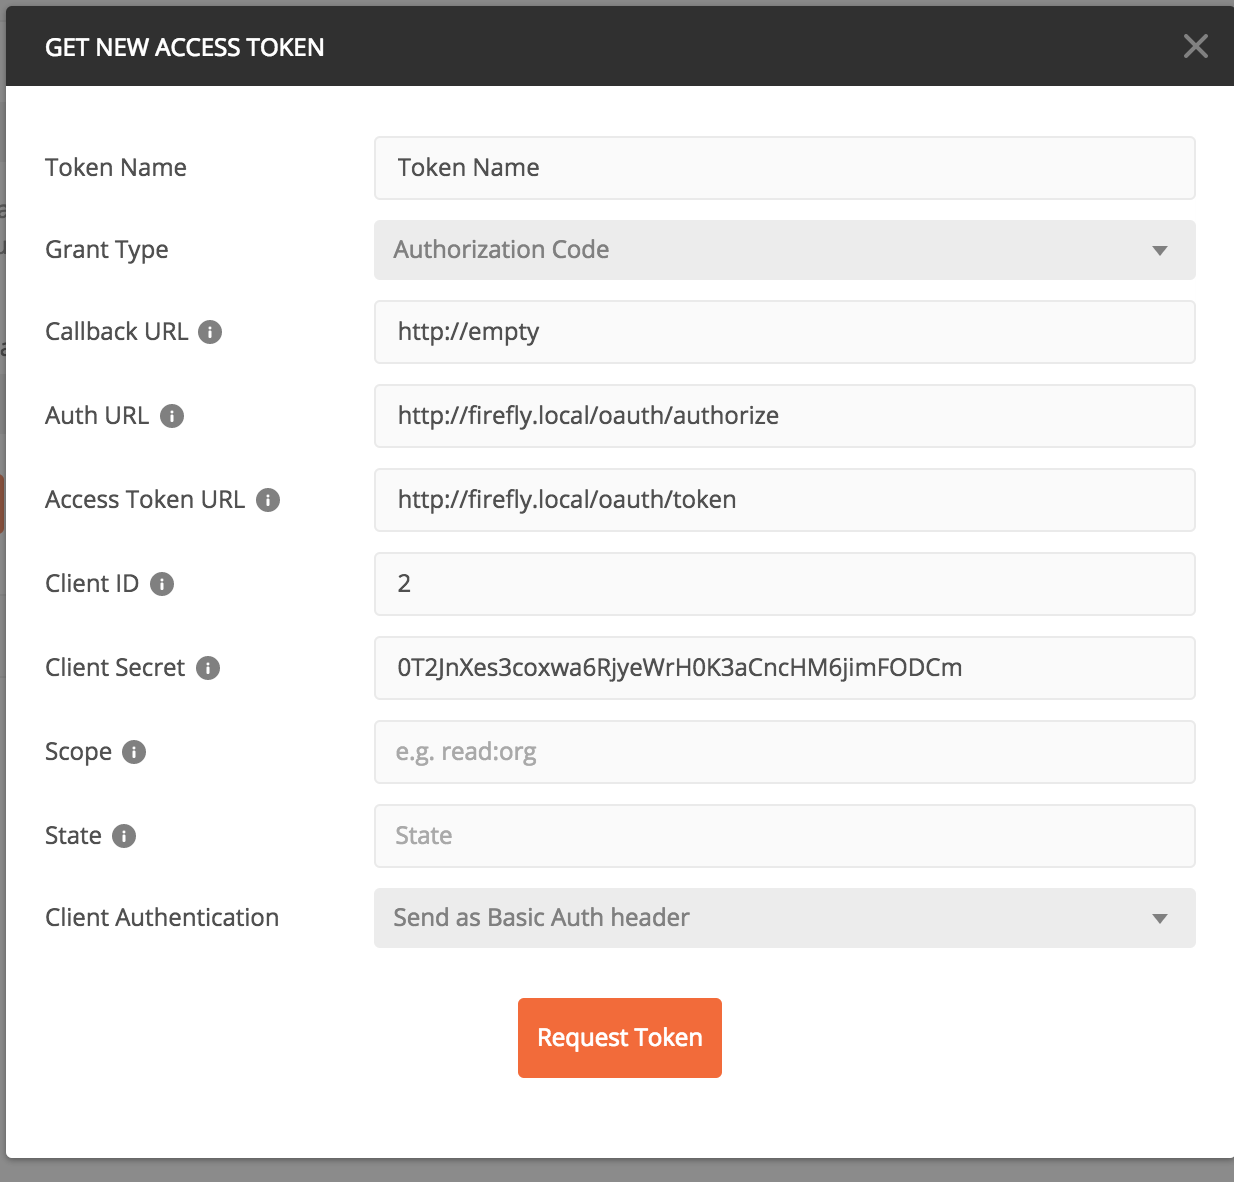 GET NEW ACCESS TOKEN
Token Name
Token Name
Grant Type
Authorization Code
Callback URL
http://empty
Auth URL
http://firefly.local/oauth/authorize
Access Token URL
http://firefly.local/oauth/token
Client ID
2
Client Secret
0T2JnXes3coxwa6RjyeWrH0K3aCncHM6jimFODCm
Scope
e.g. read:org
State
State
Client Authentication
Send as Basic Auth header
Request Token